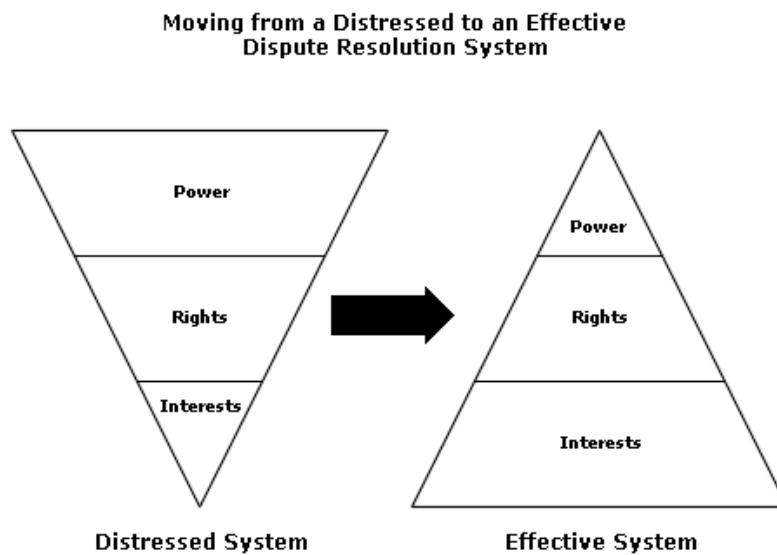 Moving from a Distressed to an Effective
Dispute Resolution System
Power
Rights
Interests
Distressed System
Power
Rights
Interests
Effective System